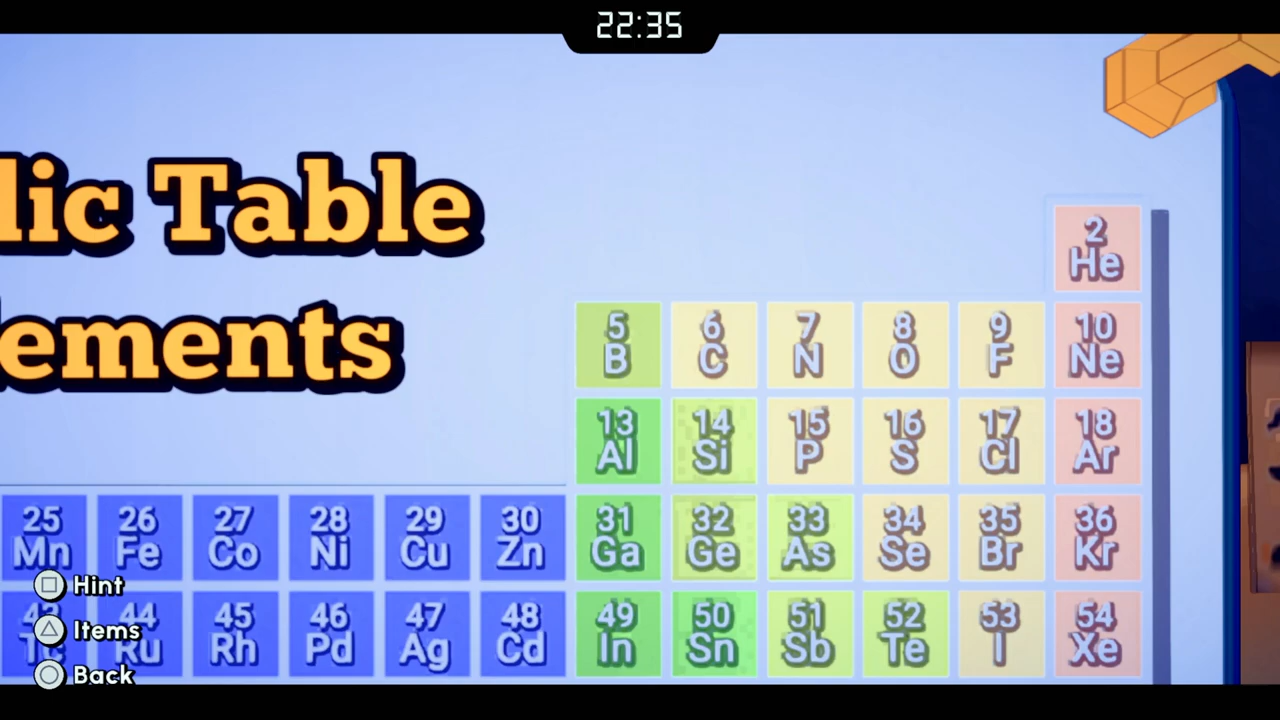 22:35
lic Table
ements
2
He
5 6 7 8 9 10
B C N O F Ne
13 14 15 16 17 18
Al Si P S Cl Ar
25 26 27 28 29 30 31 32 33 34 35 36
Mn Fe Co Ni Cu Zn Ga Ge As Se Br Kr
Hint
43 44 45 46 47 48 49 50 51 52 53 54
Tc Ru Rh Pd Ag Cd In Sn Sb Te I Xe
Items
Back